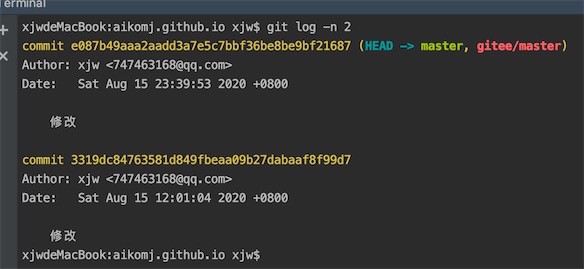 Terminal
xjwdeMacBook:aikomj.github.io xjw$ git log -n 2
commit e087b49aaa2aadd3a7e5c7bbf36be8be9bf21687 (HEAD -> master, gitee/master)
Author: xjw <747463168@qq.com>
Date:   Sat Aug 15 23:39:53 2020 +0800
修改
commit 3319dc84763581d849fbeaa09b27dabaaf8f99d7
Author: xjw <747463168@qq.com>
Date:   Sat Aug 15 12:01:04 2020 +0800
修改
xjwdeMacBook:aikomj.github.io xjw$